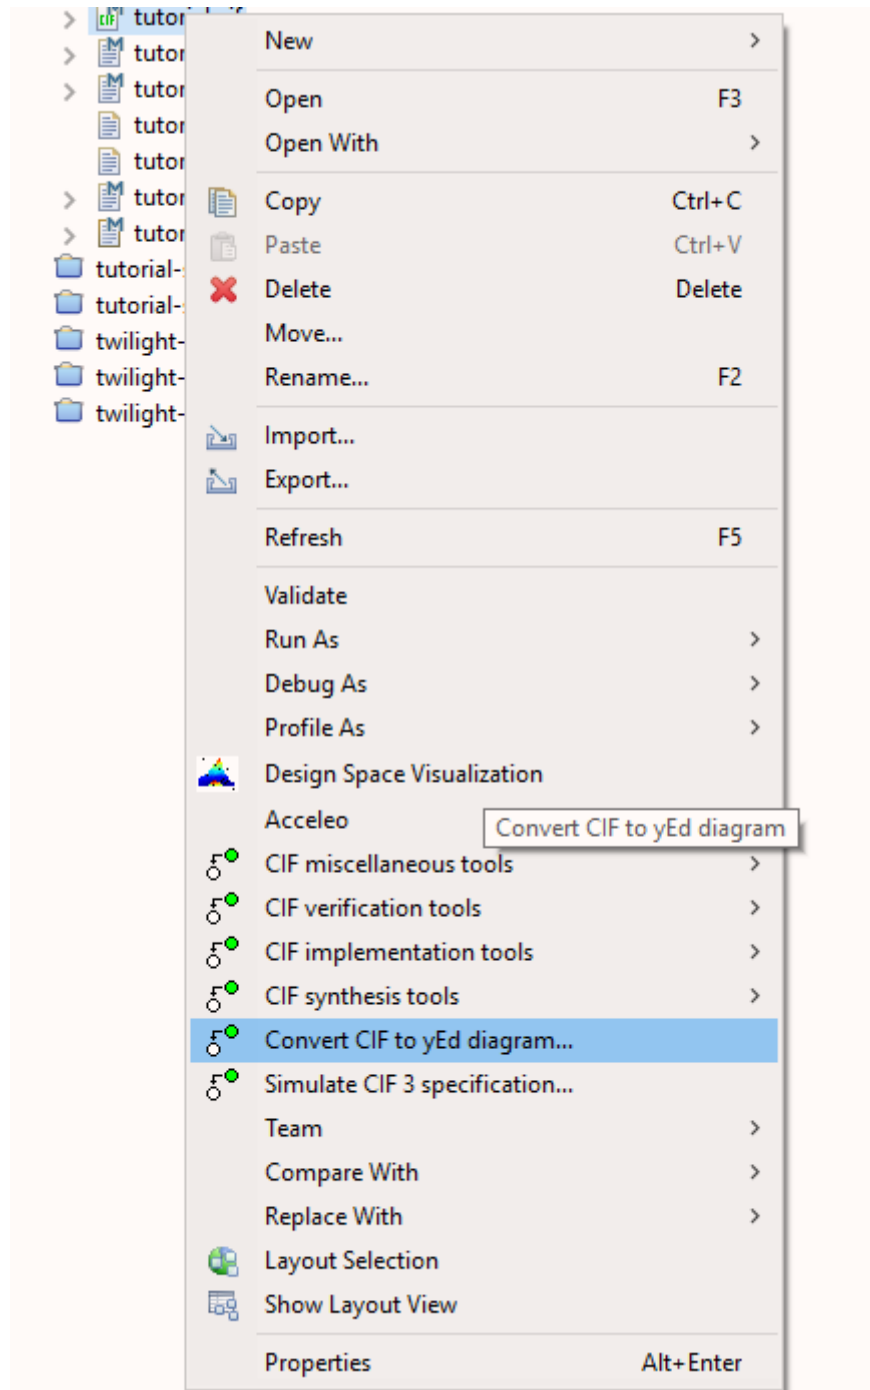 tutor
New
tutor
tutor
Open F3
tutor
Open With
tutor
tutor
Copy Ctrl+C
tutor
Paste Ctrl+V
tutorial-
Delete Delete
tutorial-
Move...
twilight-
twilight-
Rename... F2
twilight-
Import...
Export...
Refresh F5
Validate
Run As
Debug As
Profile As
Design Space Visualization
Acceleo
Convert CIF to yEd diagram
CIF miscellaneous tools
CIF verification tools
CIF implementation tools
CIF synthesis tools
Convert CIF to yEd diagram...
Simulate CIF 3 specification...
Team
Compare With
Replace With
Layout Selection
Show Layout View
Properties Alt+Enter